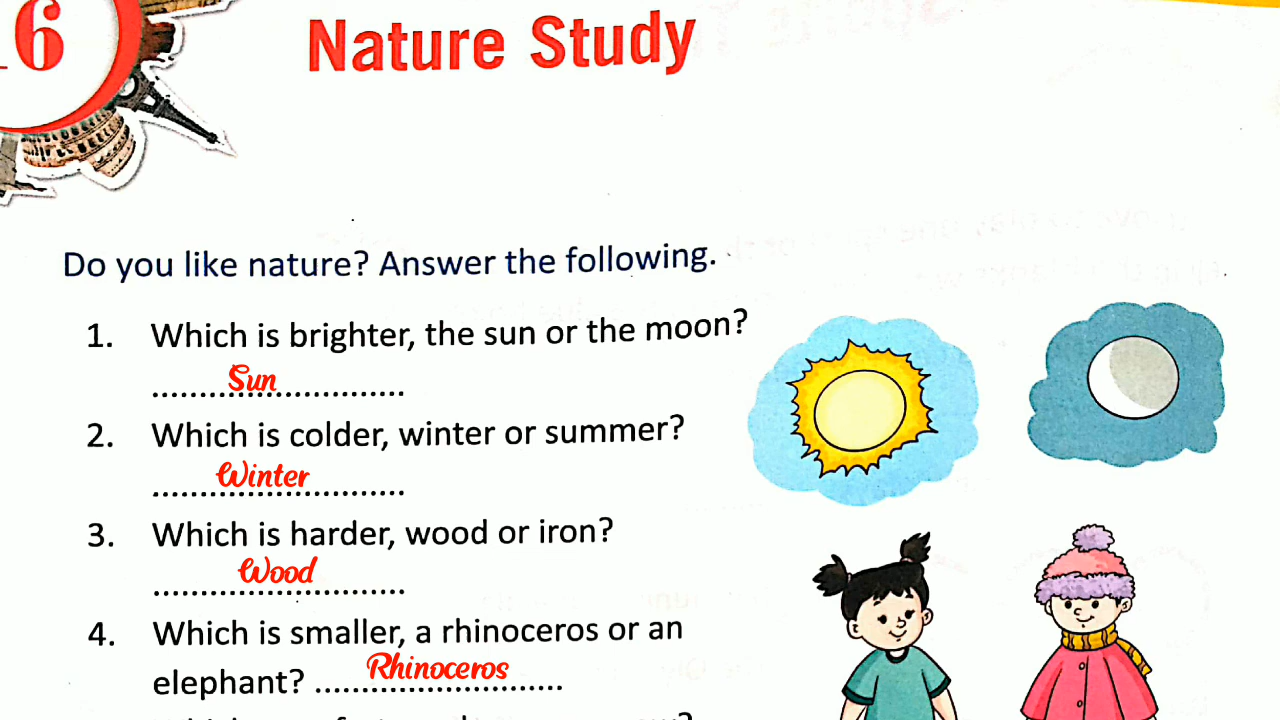 16
Nature Study
Do you like nature? Answer the following.
1. Which is brighter, the sun or the moon?
Sun
2. Which is colder, winter or summer?
Winter
3. Which is harder, wood or iron?
Wood
4. Which is smaller, a rhinoceros or an
elephant? Rhinoceros